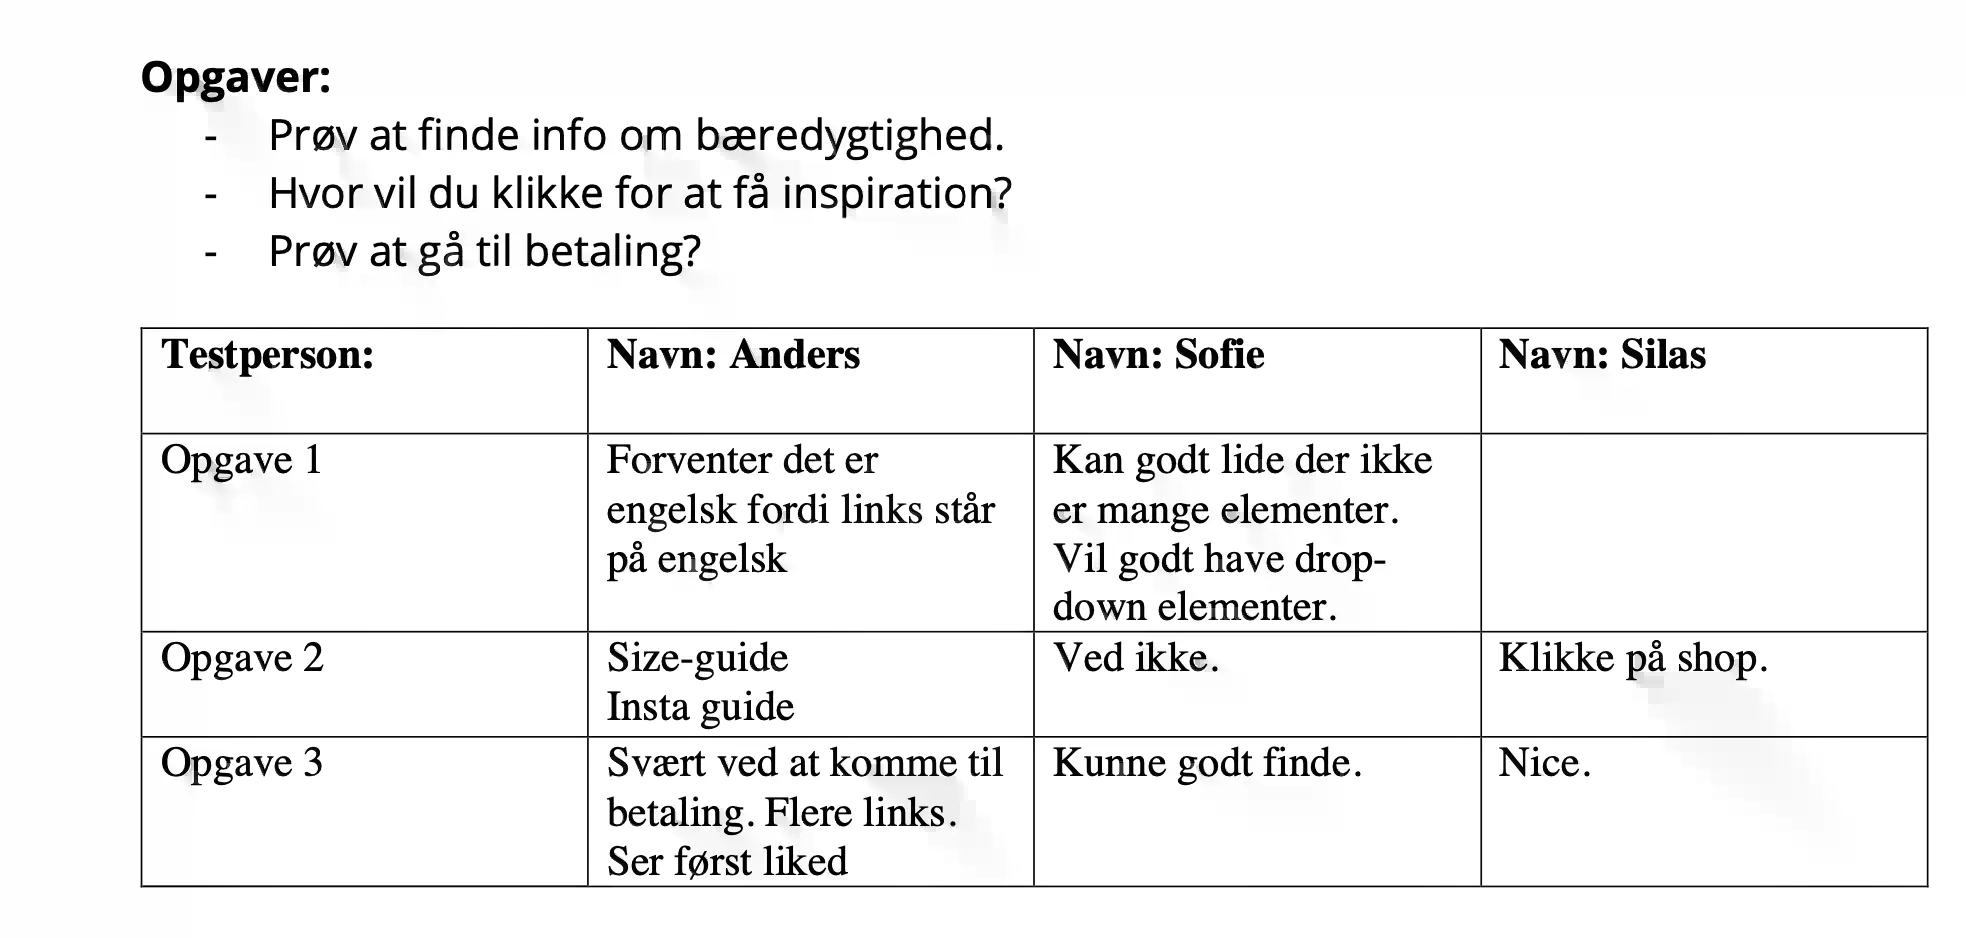 Opgaver:
- Prøv at finde info om bæredygtighed.
- Hvor vil du klikke for at få inspiration?
- Prøv at gå til betaling?
Testperson: Navn: Anders Navn: Sofie Navn: Silas
Opgave 1
Forventer det er
engelsk fordi links står
på engelsk
Kan godt lide der ikke
er mange elementer.
Vil godt have drop-
down elementer.
Opgave 2
Size-guide
Insta guide
Ved ikke.
Klikke på shop.
Opgave 3
Svært ved at komme til
betaling. Flere links.
Ser først liked
Kunne godt finde.
Nice.